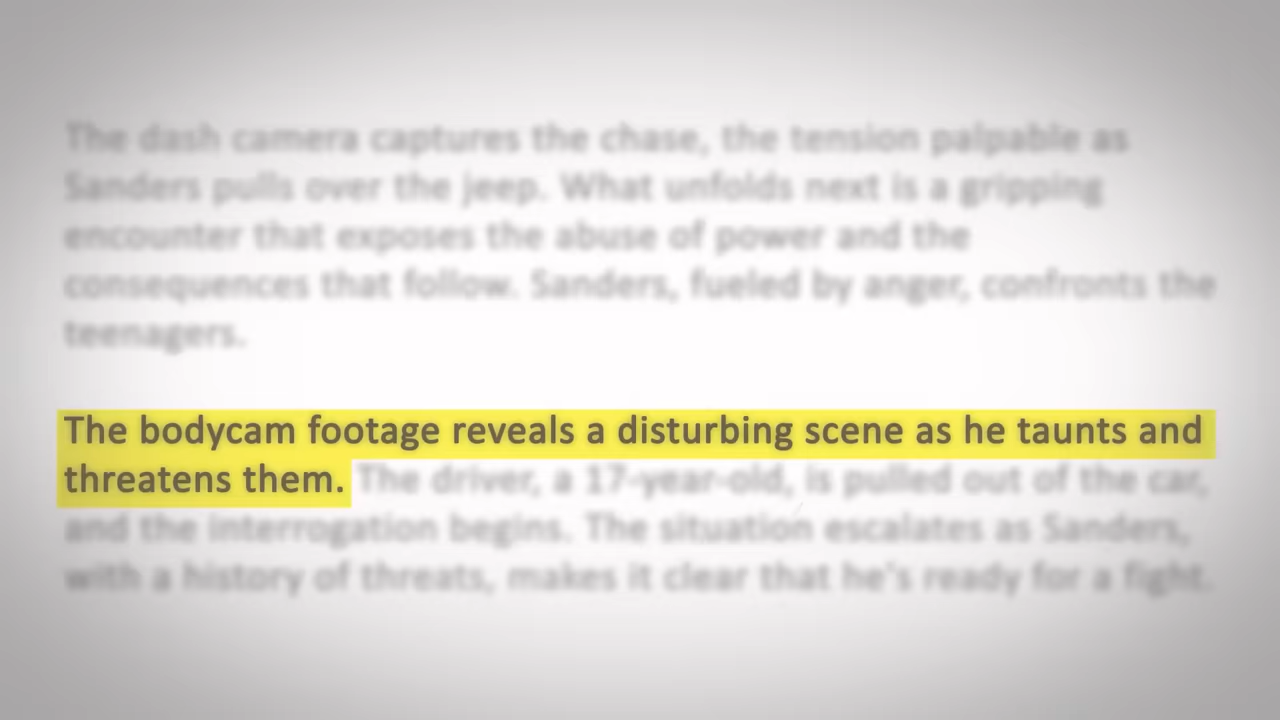 The dash camera captures the chase, the tension palpable as
Sanders pulls over the jeep. What unfolds next is a gripping
encounter that exposes the abuse of power and the
consequences that follow. Sanders, fueled by anger, confronts the
teenagers.
The bodycam footage reveals a disturbing scene as he taunts and
threatens them. The driver, a 17-year-old, is pulled out of the car,
and the interrogation begins. The situation escalates as Sanders,
with a history of threats, makes it clear that he's ready for a fight.